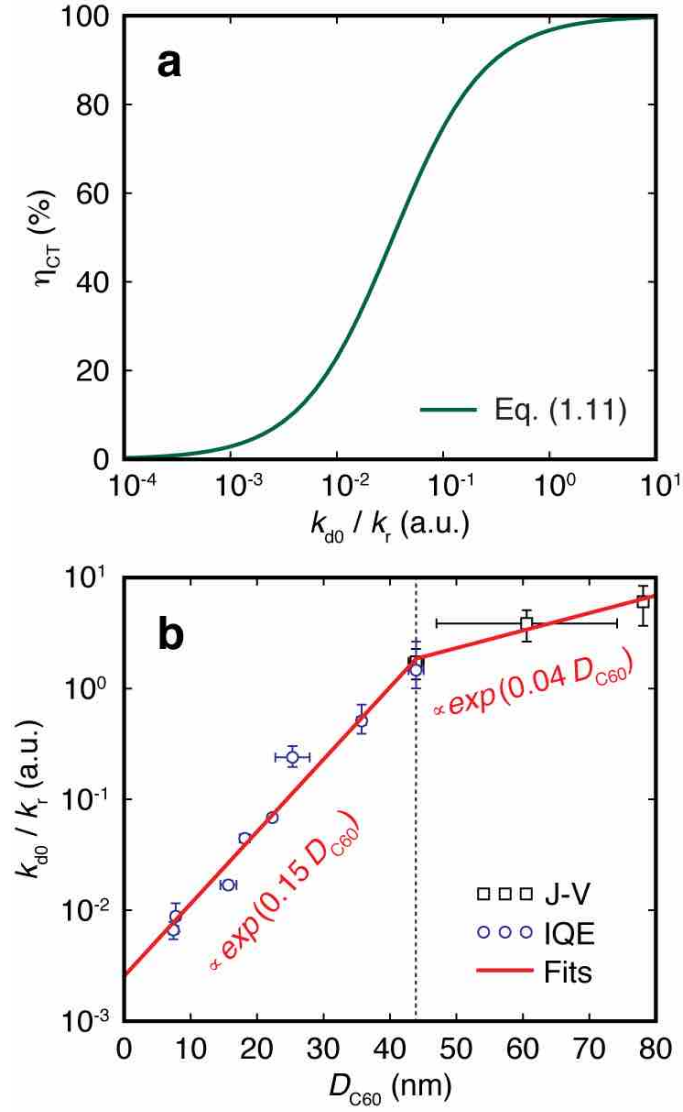 100
80
60
40
20
0
a
η_CT (%)
Eq. (1.11)
10^-4
10^-3
10^-2
10^-1
10^0
10^1
k_d0 / k_r (a.u.)
10^1
10^0
10^-1
10^-2
10^-3
b
k_d0 / k_r (a.u.)
∝ exp(0.04 D_C60)
∝ exp(0.15 D_C60)
J-V
IQE
Fits
0
10
20
30
40
50
60
70
80
D_C60 (nm)